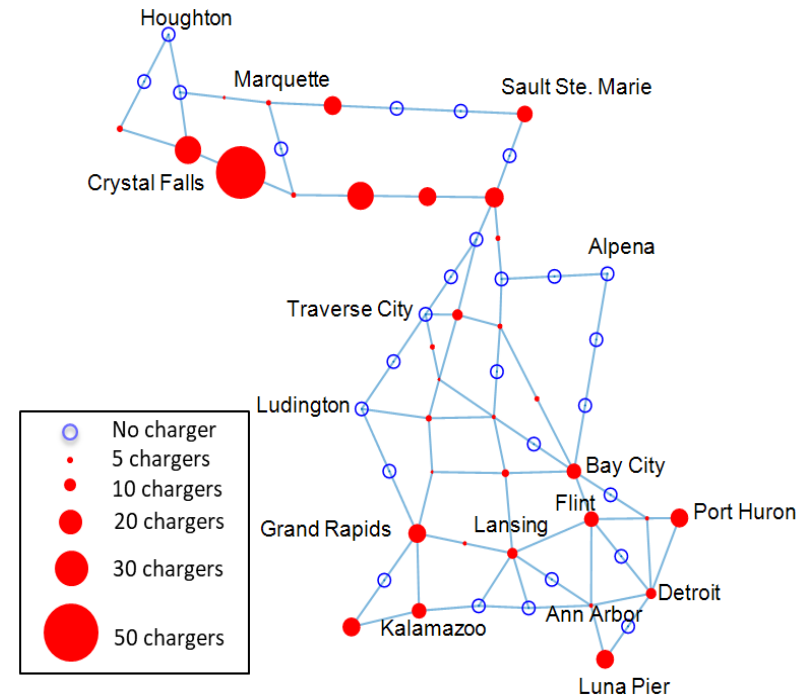 Houghton
Marquette
Sault Ste. Marie
Crystal Falls
Alpena
Traverse City
Ludington
No charger
5 chargers
10 chargers
20 chargers
30 chargers
50 chargers
Bay City
Flint
Port Huron
Grand Rapids
Lansing
Detroit
Ann Arbor
Kalamazoo
Luna Pier